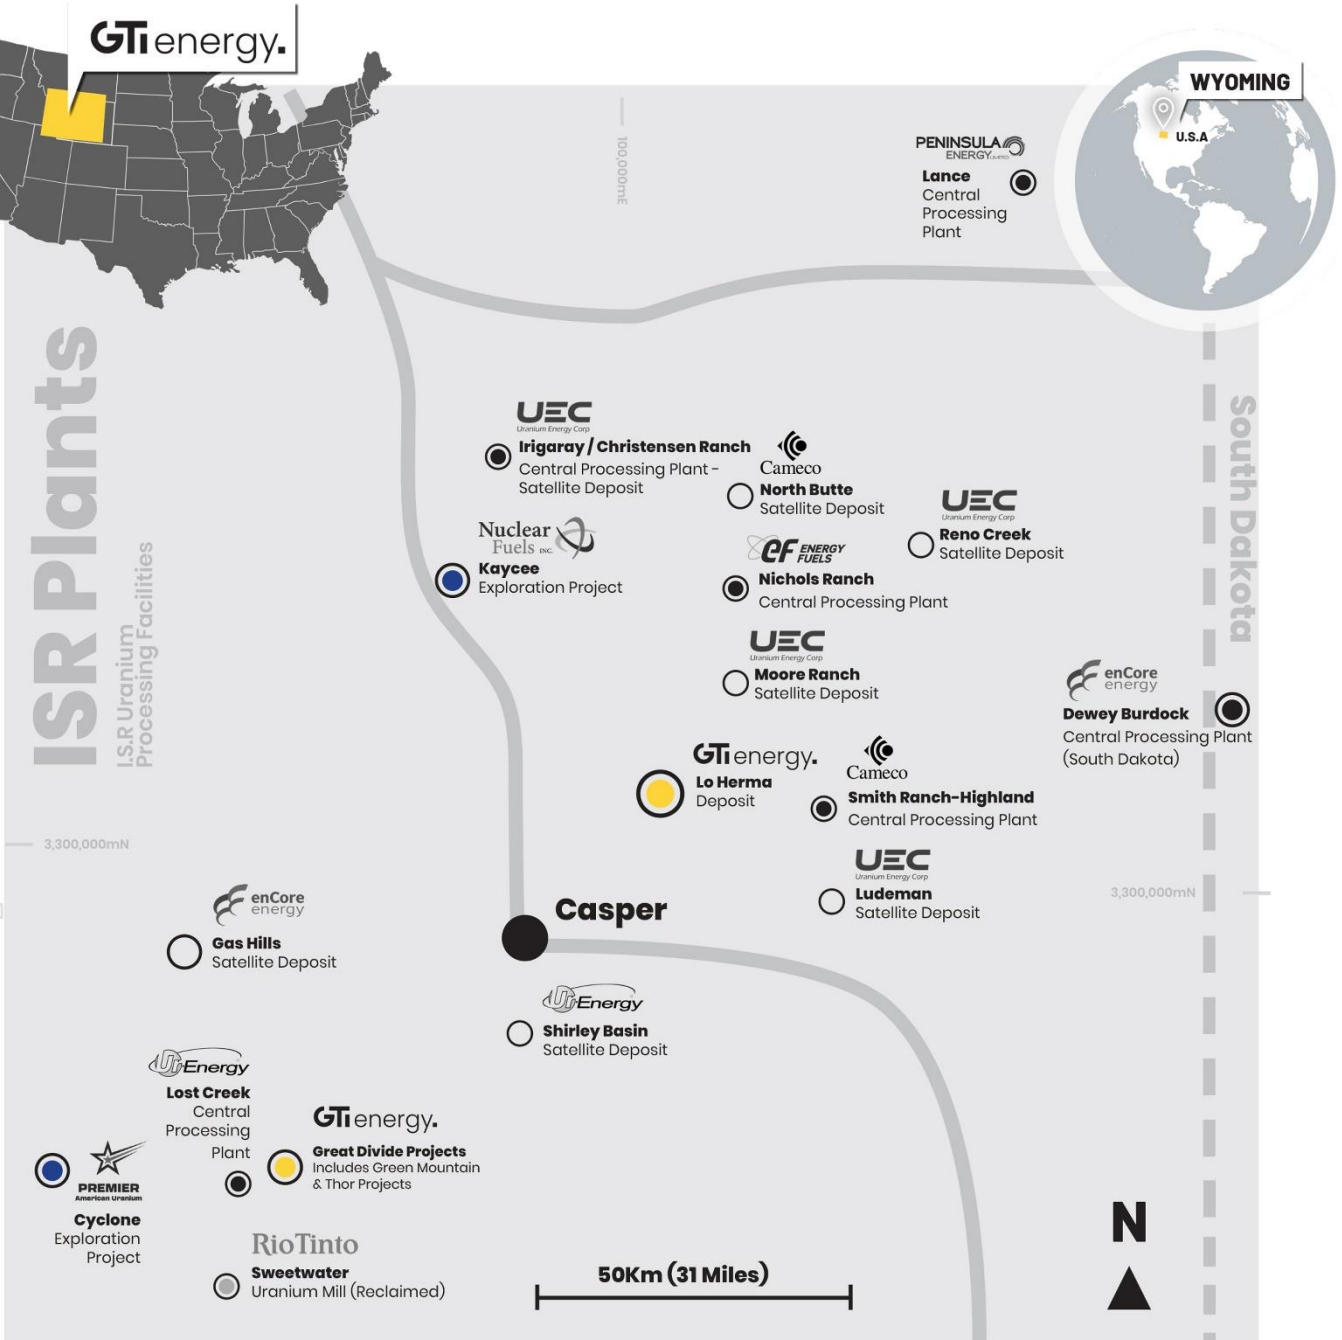 GTi energy.
WYOMING
U.S.A
100,000mE
PENINSULA
ENERGY LIMITED
Lance
Central
Processing
Plant
ISR Plants
I.S.R Uranium
Processing Facilities
South Dakota
UEC
Uranium Energy Corp
Irigaray / Christensen Ranch
Central Processing Plant -
Satellite Deposit
Cameco
North Butte
Satellite Deposit
UEC
Uranium Energy Corp
Reno Creek
Satellite Deposit
Nuclear
Fuels INC.
Kaycee
Exploration Project
eF ENERGY
FUELS
Nichols Ranch
Central Processing Plant
UEC
Uranium Energy Corp
Moore Ranch
Satellite Deposit
enCore
energy
Dewey Burdock
Central Processing Plant
(South Dakota)
GTi energy.
Lo Herma
Deposit
Cameco
Smith Ranch-Highland
Central Processing Plant
3,300,000mN
UEC
Uranium Energy Corp
Ludeman
Satellite Deposit
3,300,000mN
enCore
energy
Gas Hills
Satellite Deposit
Casper
Ur-Energy
Shirley Basin
Satellite Deposit
Ur-Energy
Lost Creek
Central
Processing
Plant
GTi energy.
Great Divide Projects
Includes Green Mountain
& Thor Projects
PREMIER
American Uranium
Cyclone
Exploration
Project
RioTinto
Sweetwater
Uranium Mill (Reclaimed)
50Km (31 Miles)
N